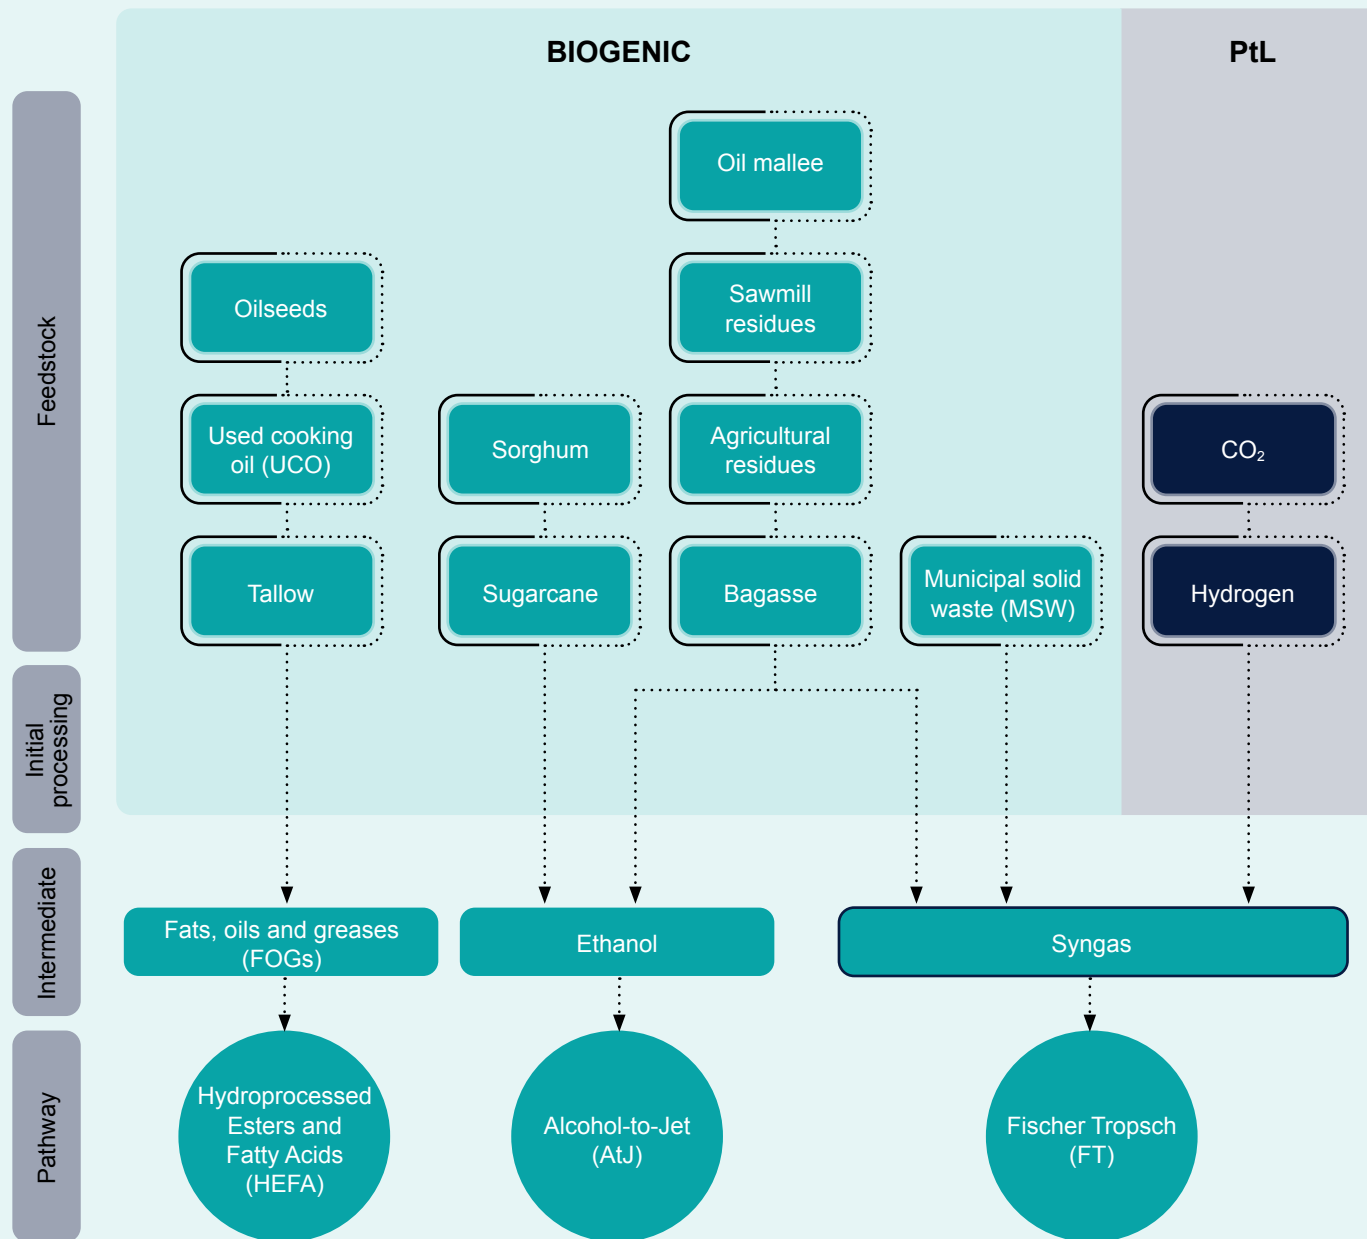 BIOGENIC
PtL
Feedstock
Oil mallee
Oilseeds
Sawmill
residues
Used cooking
oil (UCO)
Sorghum
Agricultural
residues
CO₂
Tallow
Sugarcane
Bagasse
Municipal solid
waste (MSW)
Hydrogen
Initial
processing
Intermediate
Fats, oils and greases
(FOGs)
Ethanol
Syngas
Pathway
Hydroprocessed
Esters and
Fatty Acids
(HEFA)
Alcohol-to-Jet
(AtJ)
Fischer Tropsch
(FT)